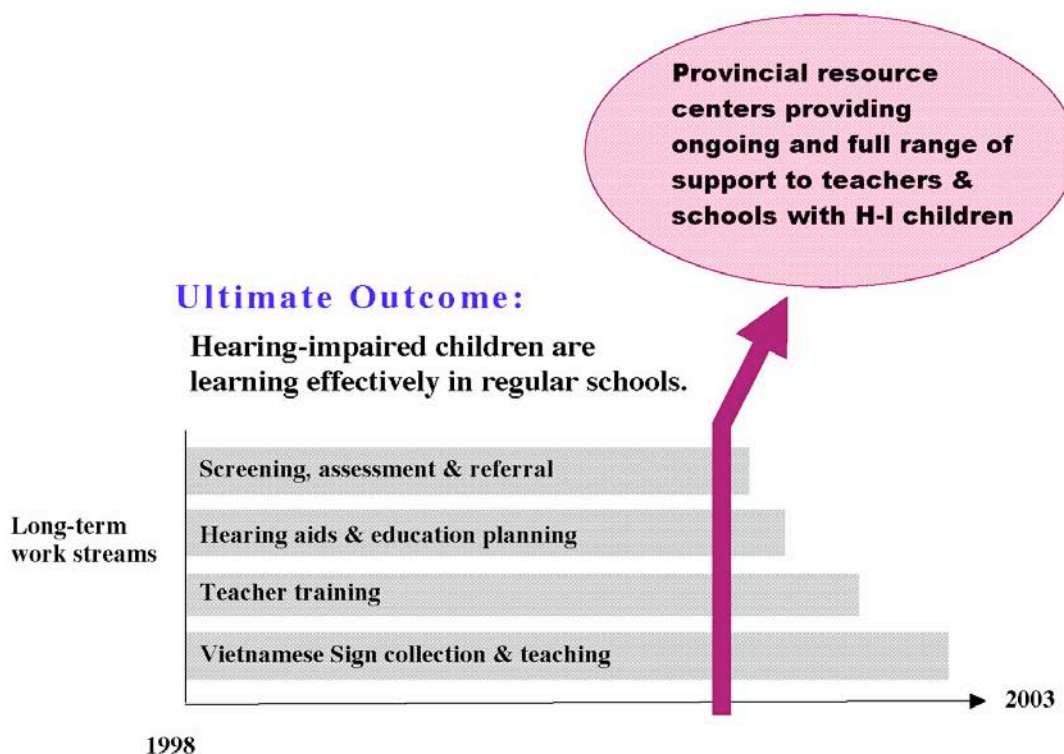 Provincial resource
centers providing
ongoing and full range of
support to teachers &
schools with H-I children
Ultimate Outcome:
Hearing-impaired children are
learning effectively in regular schools.
Long-term
work streams
Screening, assessment & referral
Hearing aids & education planning
Teacher training
Vietnamese Sign collection & teaching
2003
1998